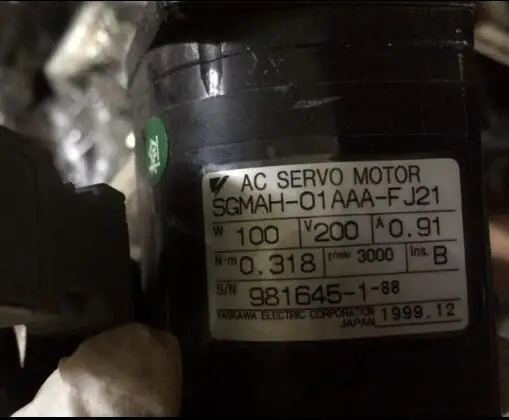 AC SERVO MOTOR
SGMAH-01AAA-FJ21
W 100 V 200 A 0.91
N·m 0.318 r/min 3000 Ins. B
S/N 981645-1-88
YASKAWA ELECTRIC CORPORATION 1999.12
JAPAN